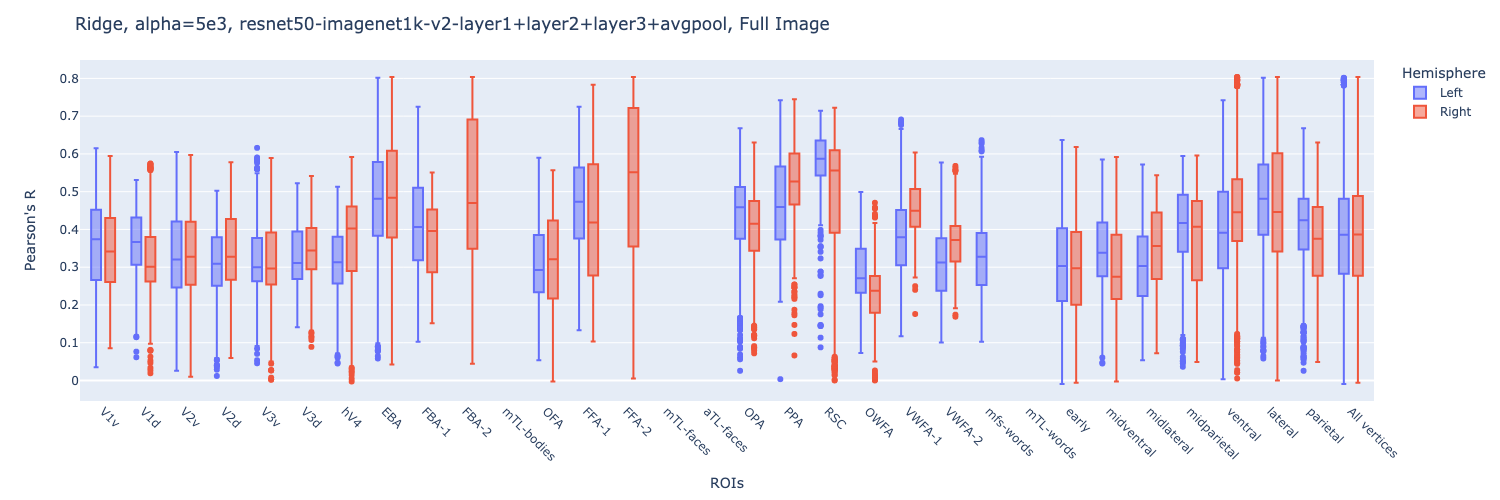 Ridge, alpha=5e3, resnet50-imagenet1k-v2-layer1+layer2+layer3+avgpool, Full Image
Hemisphere
Left
Right
Pearson's R
0.8
0.7
0.6
0.5
0.4
0.3
0.2
0.1
0
V1v
V1d
V2v
V2d
V3v
V3d
hV4
EBA
FBA-1
FBA-2
mTL-bodies
OFA
FFA-1
FFA-2
mTL-faces
aTL-faces
OPA
PPA
RSC
OWFA
VWFA-1
VWFA-2
mfs-words
mTL-words
early
midventral
midlateral
midparietal
ventral
lateral
parietal
All vertices
ROIs